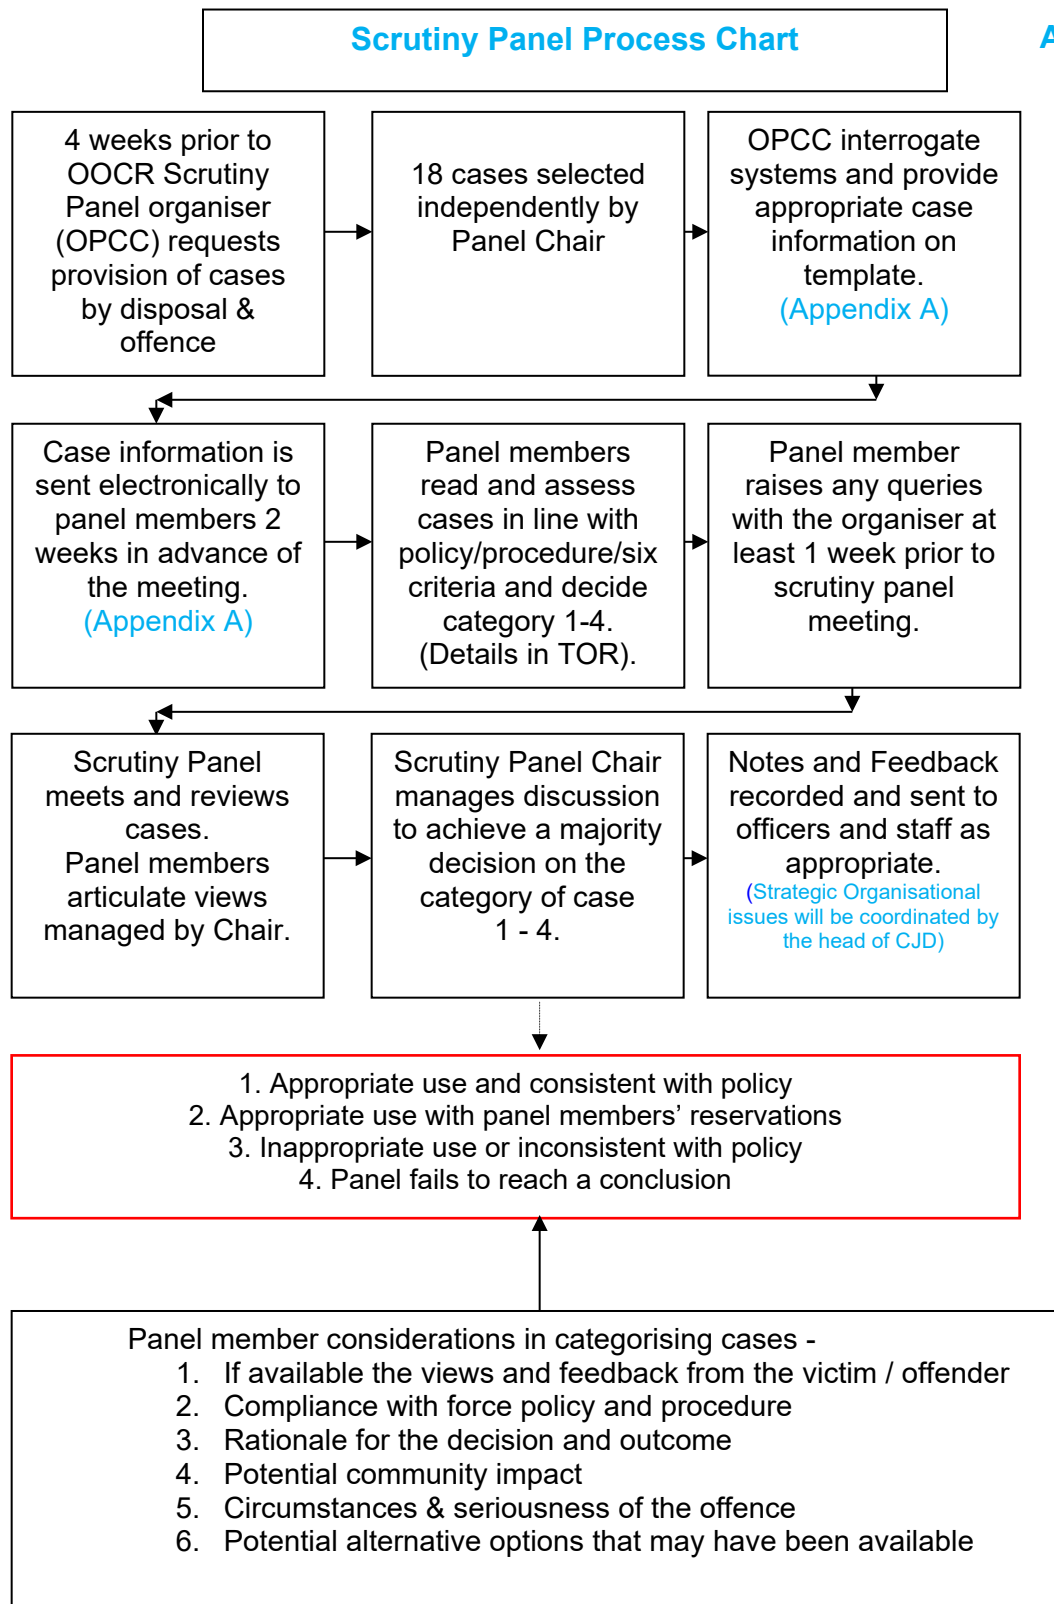 Scrutiny Panel Process Chart
A
4 weeks prior to
OOCR Scrutiny
Panel organiser
(OPCC) requests
provision of cases
by disposal &
offence
18 cases selected
independently by
Panel Chair
OPCC interrogate
systems and provide
appropriate case
information on
template.
(Appendix A)
Case information is
sent electronically to
panel members 2
weeks in advance of
the meeting.
(Appendix A)
Panel members
read and assess
cases in line with
policy/procedure/six
criteria and decide
category 1-4.
(Details in TOR).
Panel member
raises any queries
with the organiser at
least 1 week prior to
scrutiny panel
meeting.
Scrutiny Panel
meets and reviews
cases.
Panel members
articulate views
managed by Chair.
Scrutiny Panel Chair
manages discussion
to achieve a majority
decision on the
category of case
1 - 4.
Notes and Feedback
recorded and sent to
officers and staff as
appropriate.
(Strategic Organisational
issues will be coordinated by
the head of CJD)
1. Appropriate use and consistent with policy
2. Appropriate use with panel members’ reservations
3. Inappropriate use or inconsistent with policy
4. Panel fails to reach a conclusion
Panel member considerations in categorising cases -
1. If available the views and feedback from the victim / offender
2. Compliance with force policy and procedure
3. Rationale for the decision and outcome
4. Potential community impact
5. Circumstances & seriousness of the offence
6. Potential alternative options that may have been available